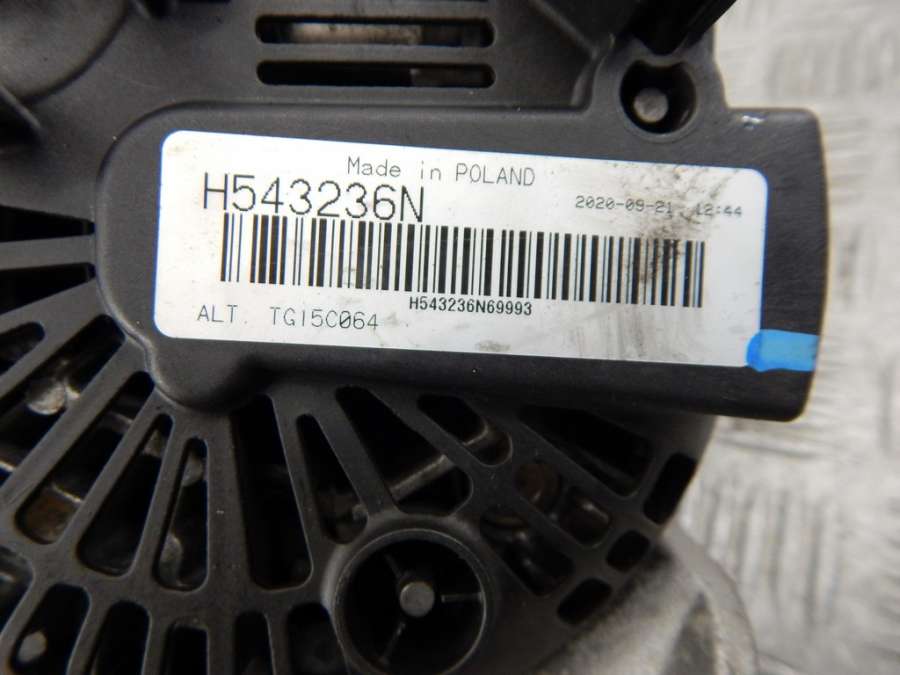 Made in POLAND
H543236N
2020-09-21 12:44
H543236N69993
ALT. TG15C064